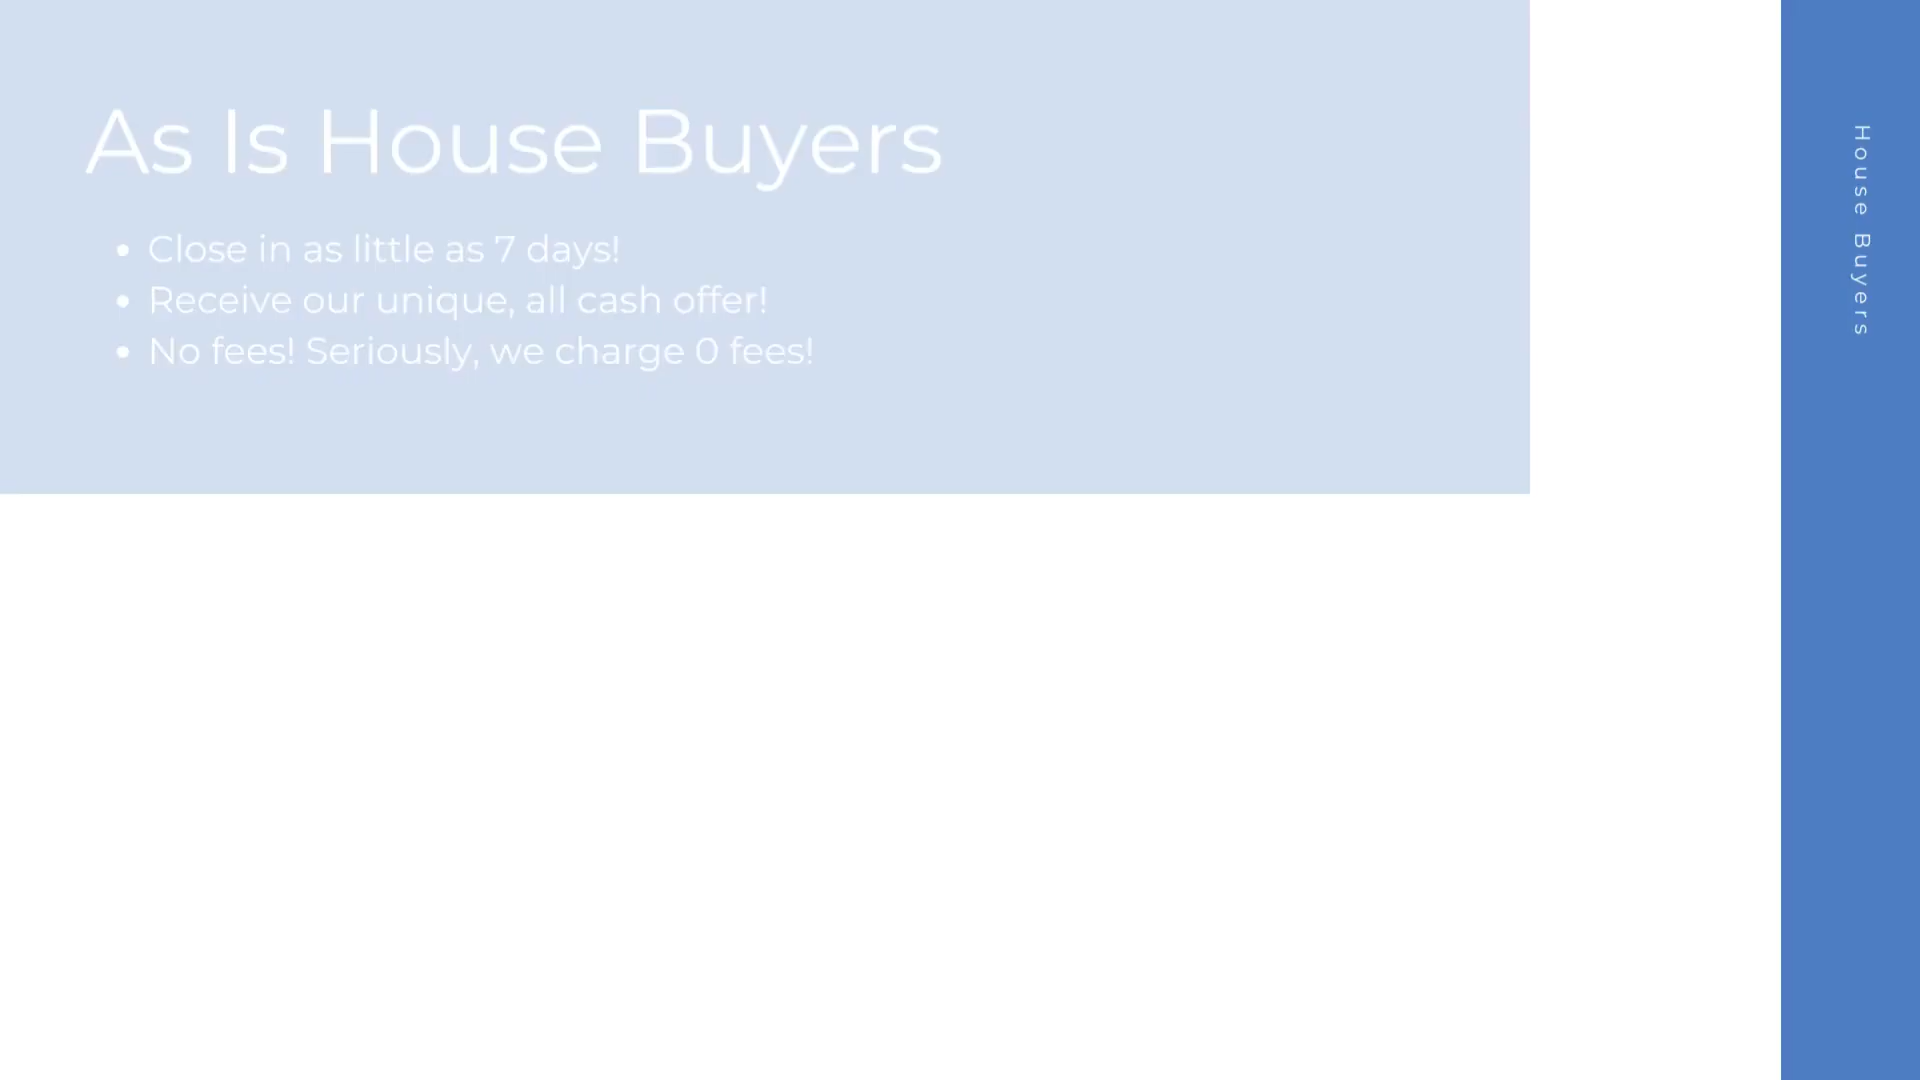 As Is House Buyers
• Close in as little as 7 days!
• Receive our unique, all cash offer!
• No fees! Seriously, we charge 0 fees!
House Buyers